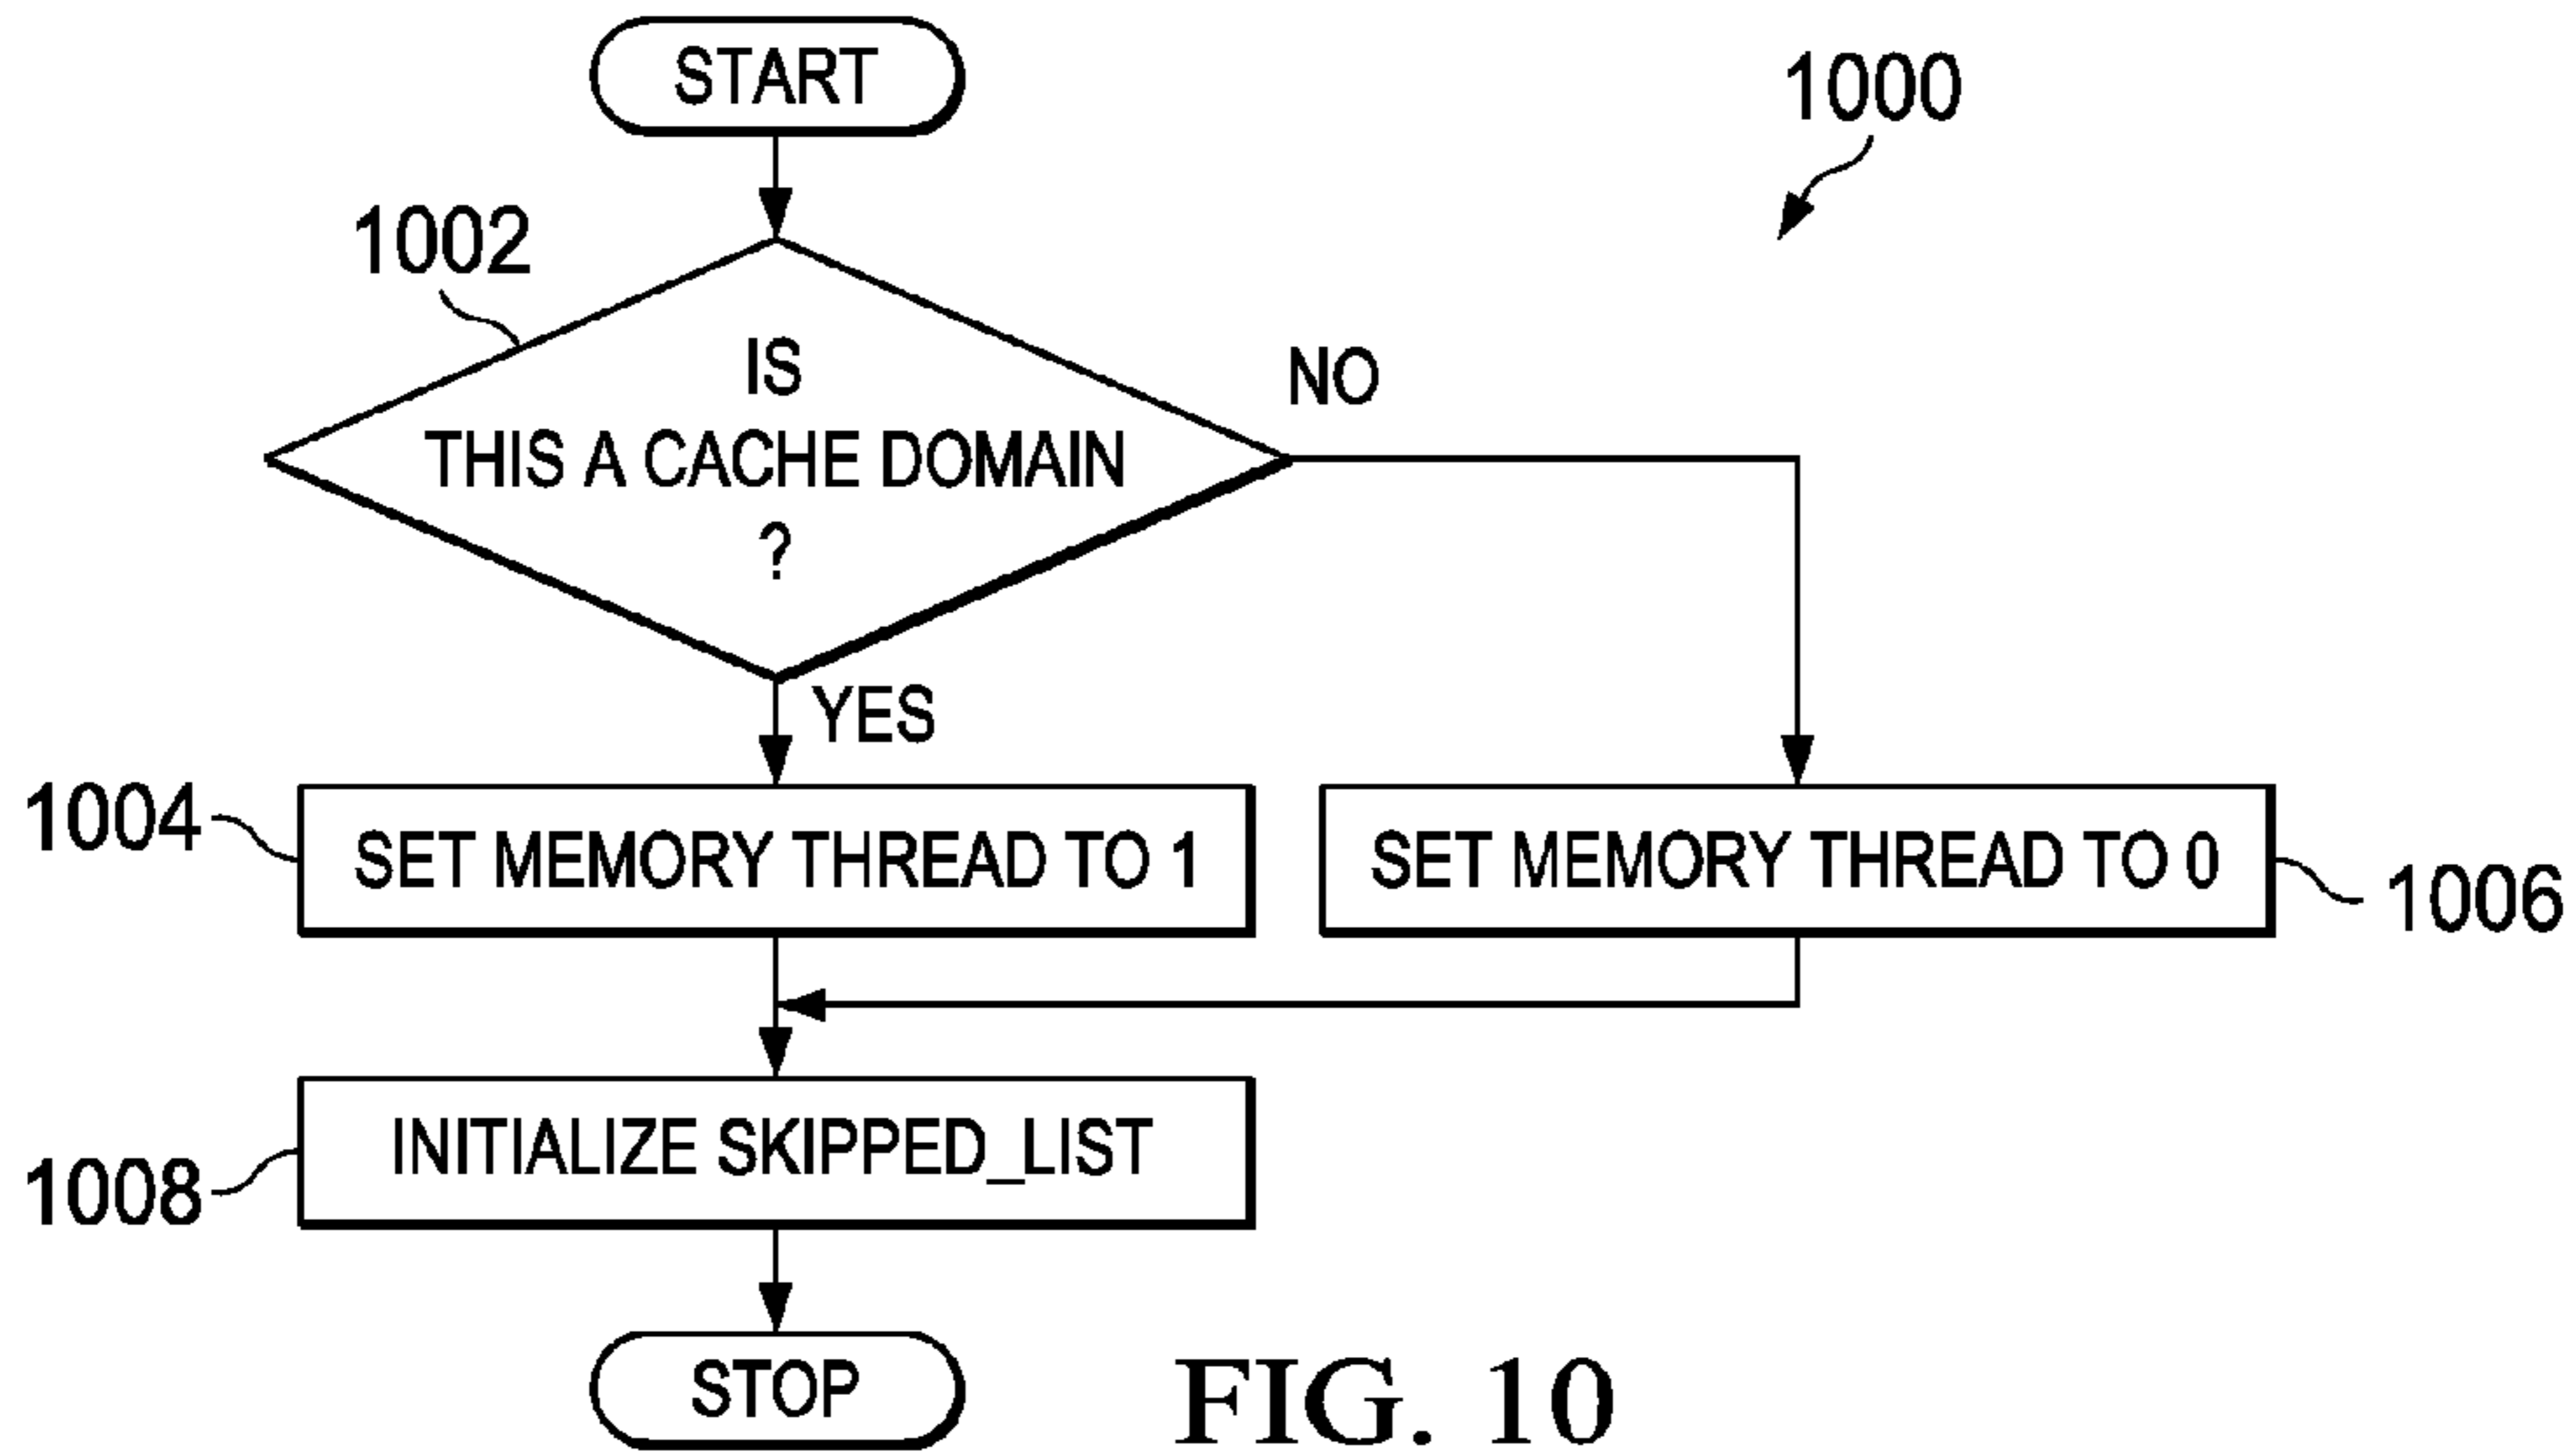 START
1000
1002
IS
THIS A CACHE DOMAIN
?
NO
YES
1004
SET MEMORY THREAD TO 1
SET MEMORY THREAD TO 0
1006
INITIALIZE SKIPPED_LIST
1008
STOP
FIG. 10